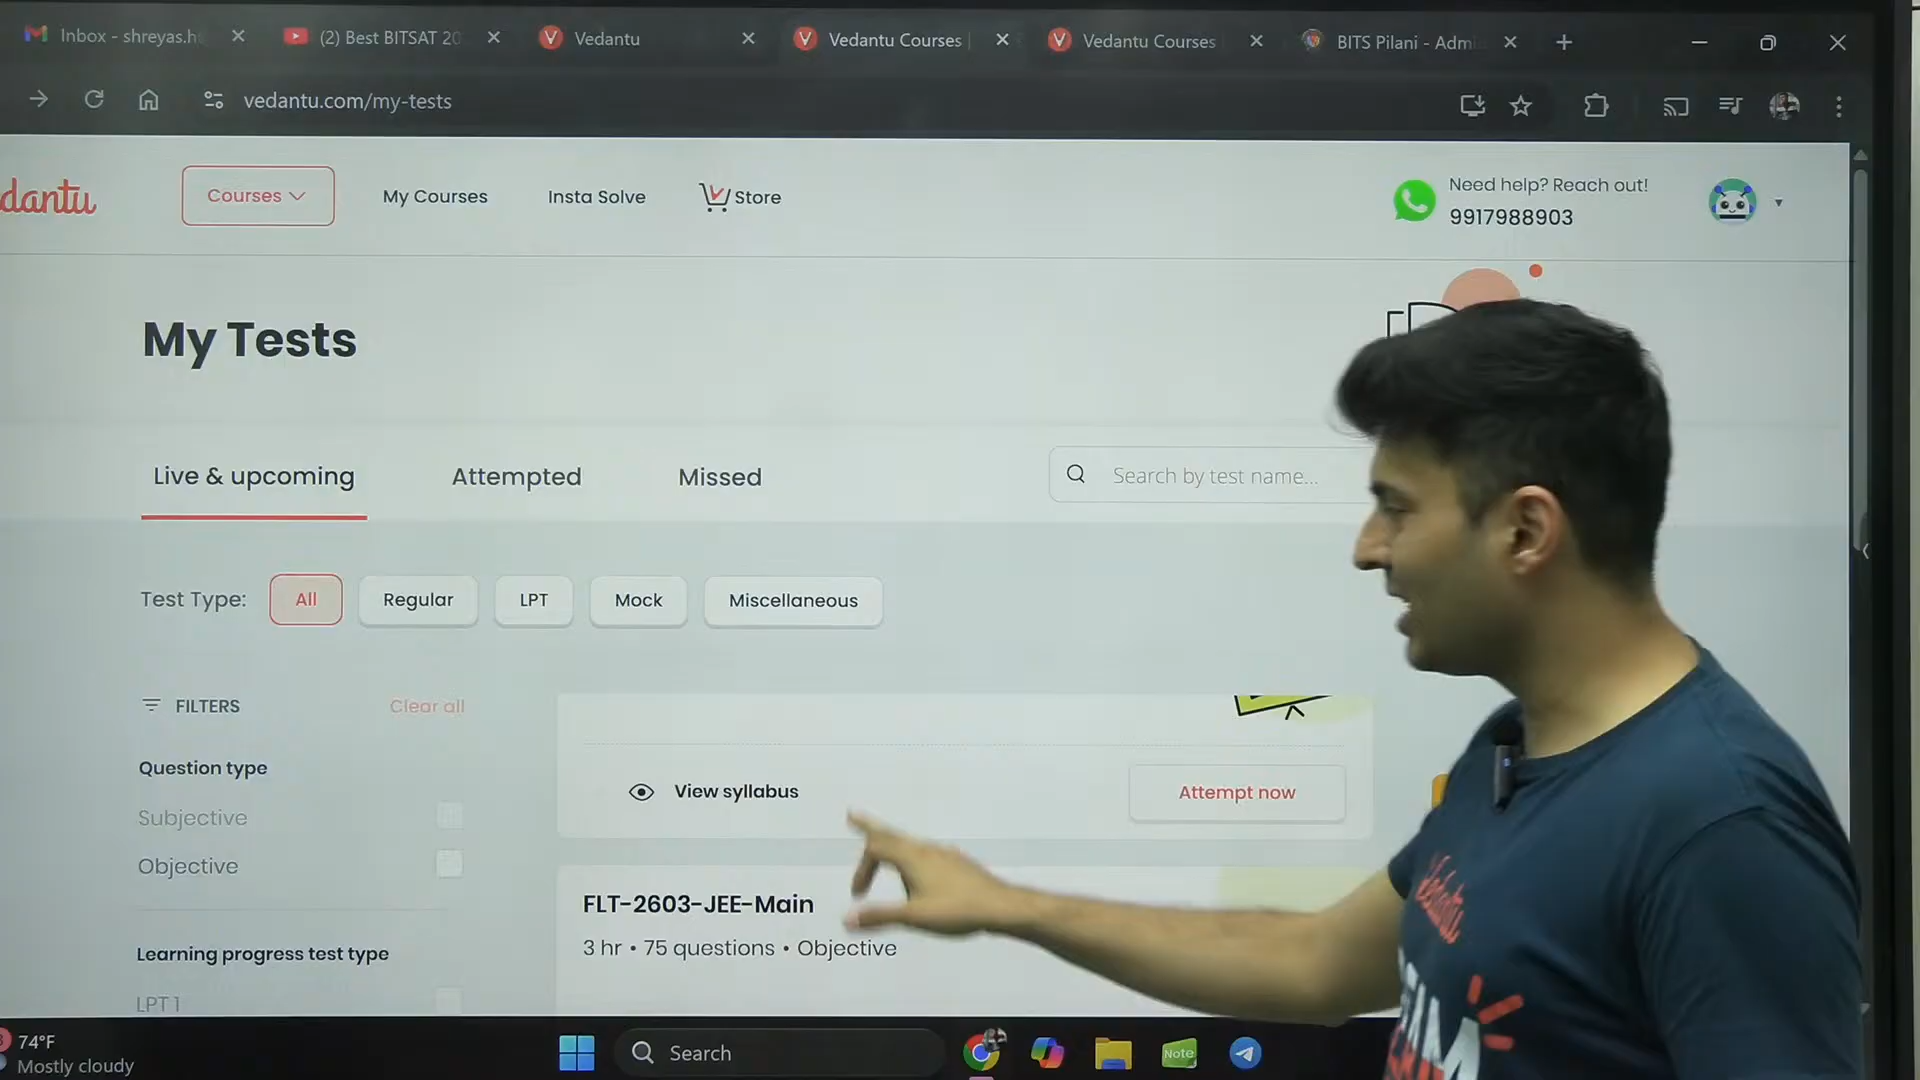 Inbox - shreyas.h
(2) Best BITSAT 20
Vedantu
Vedantu Courses |
Vedantu Courses
BITS Pilani - Adm
vedantu.com/my-tests
dantu
Courses
My Courses
Insta Solve
Store
Need help? Reach out!
9917988903
My Tests
Live & upcoming
Attempted
Missed
Search by test name...
Test Type:
All
Regular
LPT
Mock
Miscellaneous
FILTERS
Clear all
Question type
Subjective
Objective
Learning progress test type
LPT 1
View syllabus
Attempt now
FLT-2603-JEE-Main
3 hr • 75 questions • Objective
74°F
Mostly cloudy
Search
Note
Vedantu